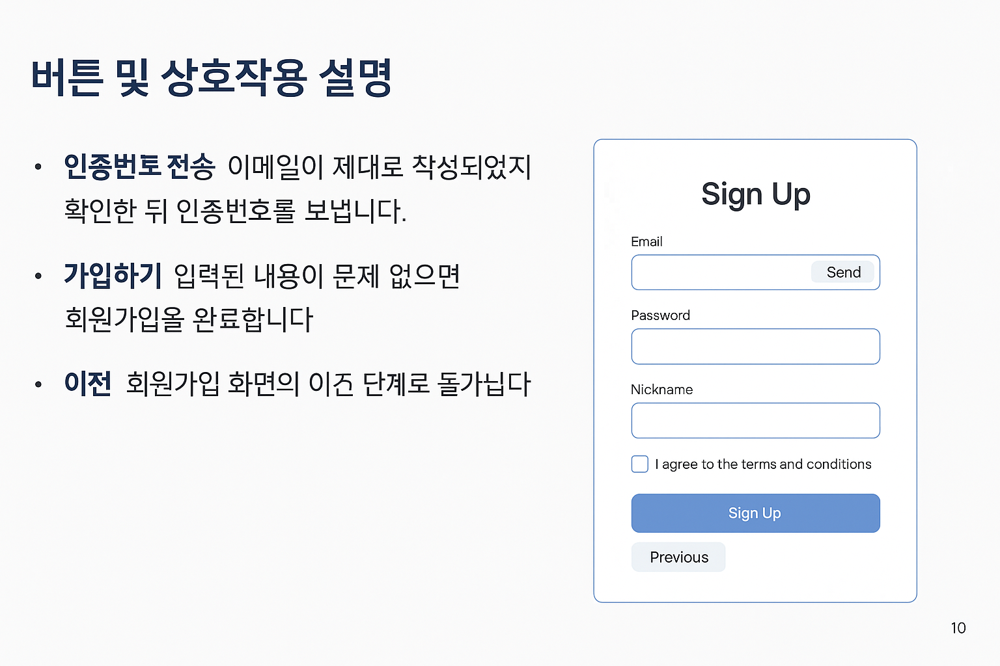 버튼 및 상호작용 설명
• 인증번토 전송 이메일이 제대로 착성되었지
확인한 뒤 인종번호롤 보냅니다.
• 가입하기 입력된 내용이 문제 없으면
회원가입올 완료합니다
• 이전 회원가입 화면의 이건 단계로 돌가닙다
Sign Up
Email
Send
Password
Nickname
I agree to the terms and conditions
Sign Up
Previous
10